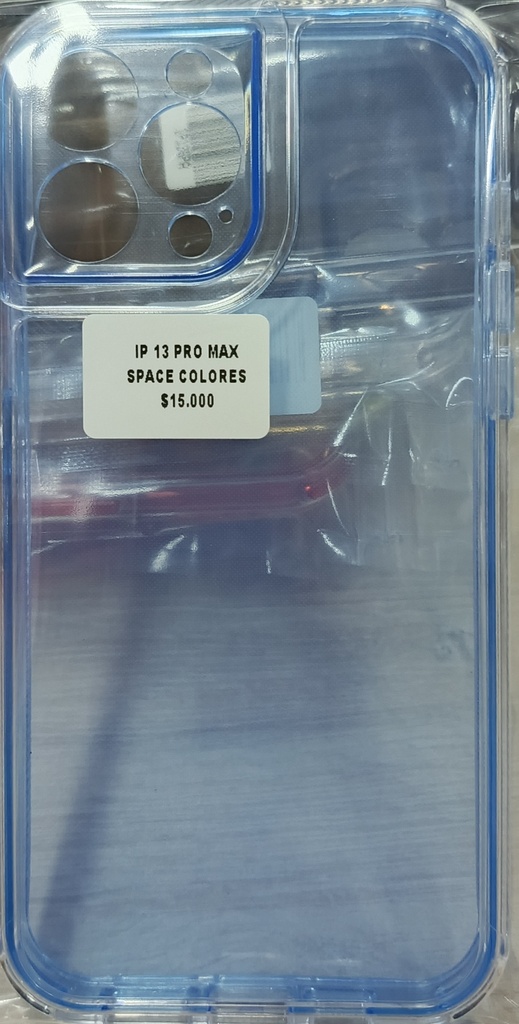 IP 13 PRO MAX
SPACE COLORES
$15.000